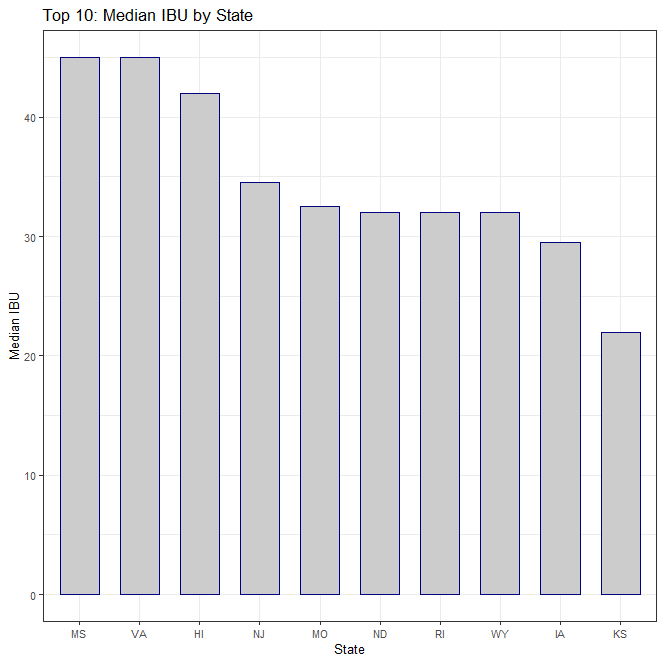 Top 10: Median IBU by State
Median IBU
40
30
20
10
0
MS VA HI NJ MO ND RI WY IA KS
State